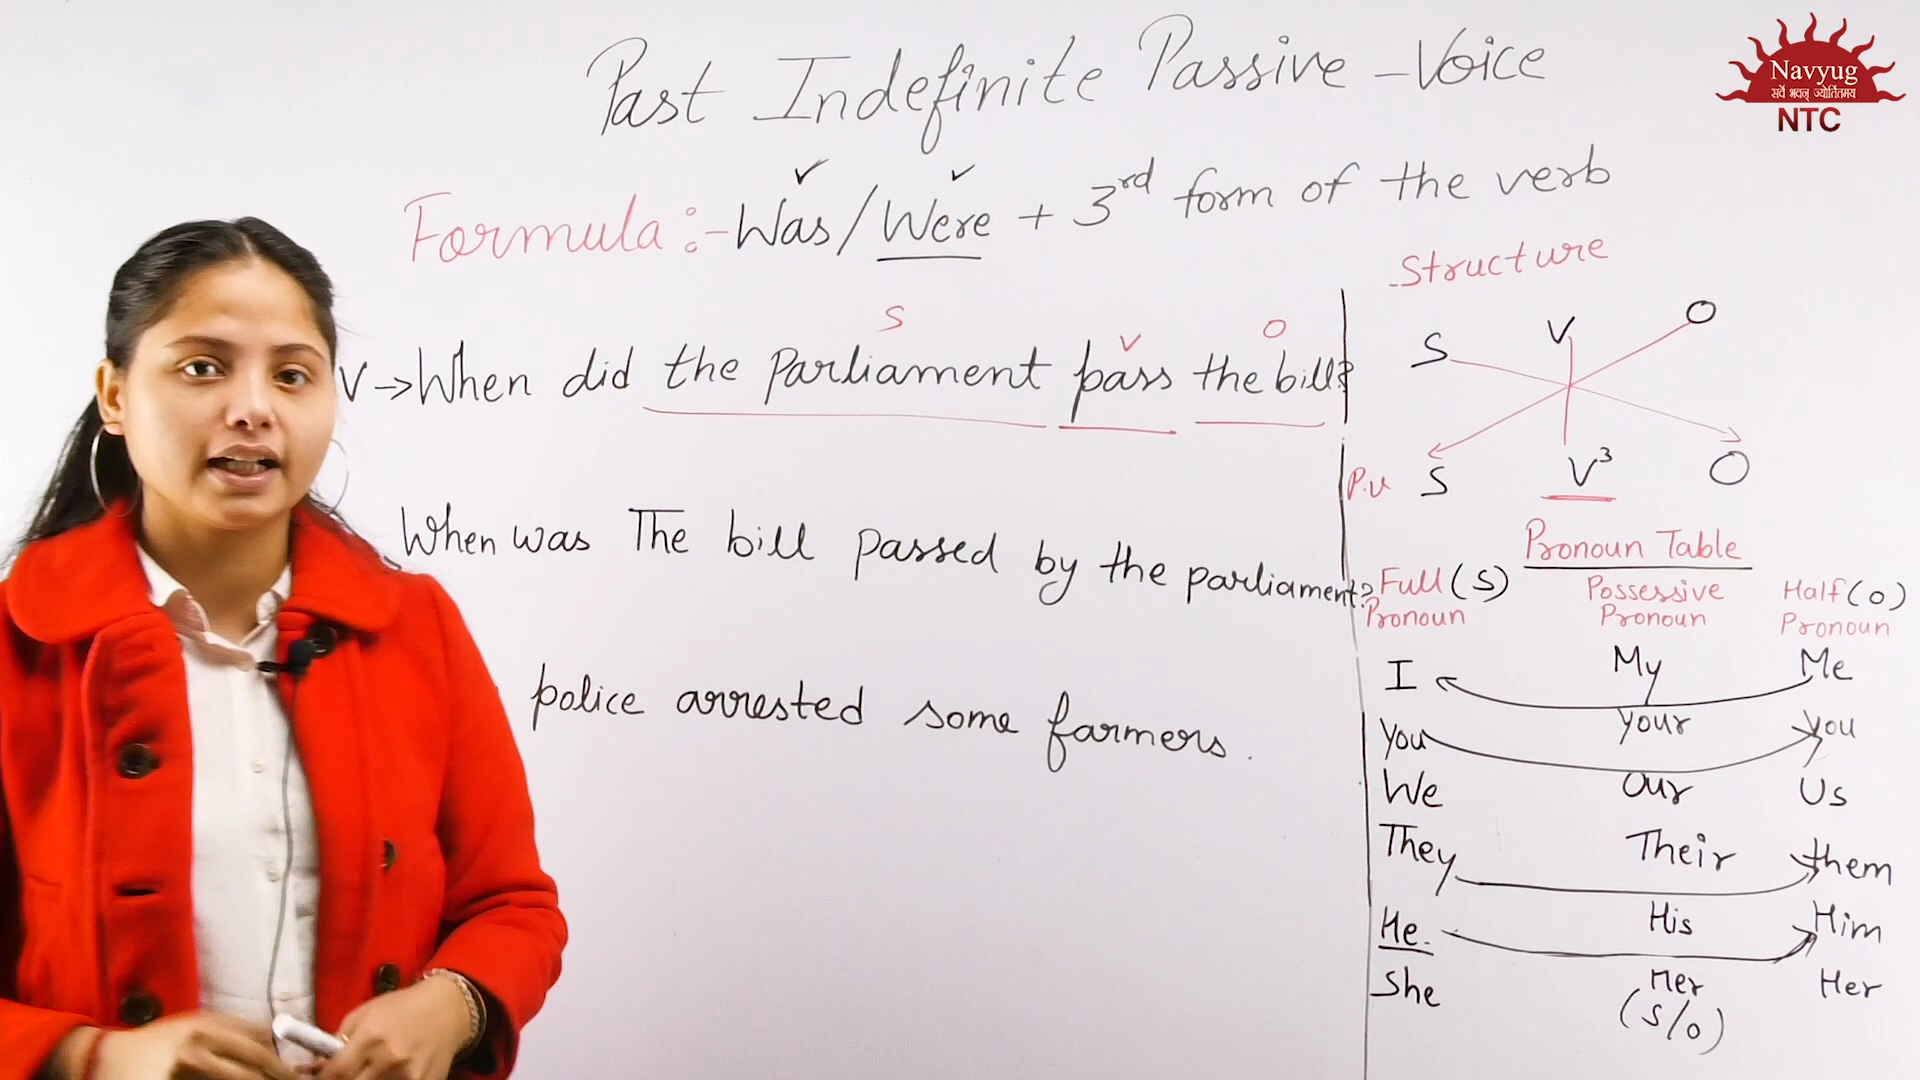 Past Indefinite Passive - Voice
Navyug
सर्वे भवन् ज्योतिर्तमय
NTC
Formula :- Was / Were + 3rd form of the verb
S
V
O
V → When did the Parliament pass the bill?
When was The bill passed by the parliament?
police arrested some farmers.
Structure
S V O
P.V S V3 O
Pronoun Table
Full (S) Pronoun
Possessive Pronoun
Half (O) Pronoun
I My Me
You Your You
We Our Us
They Their them
He. His Him
She Her Her
(S/O)